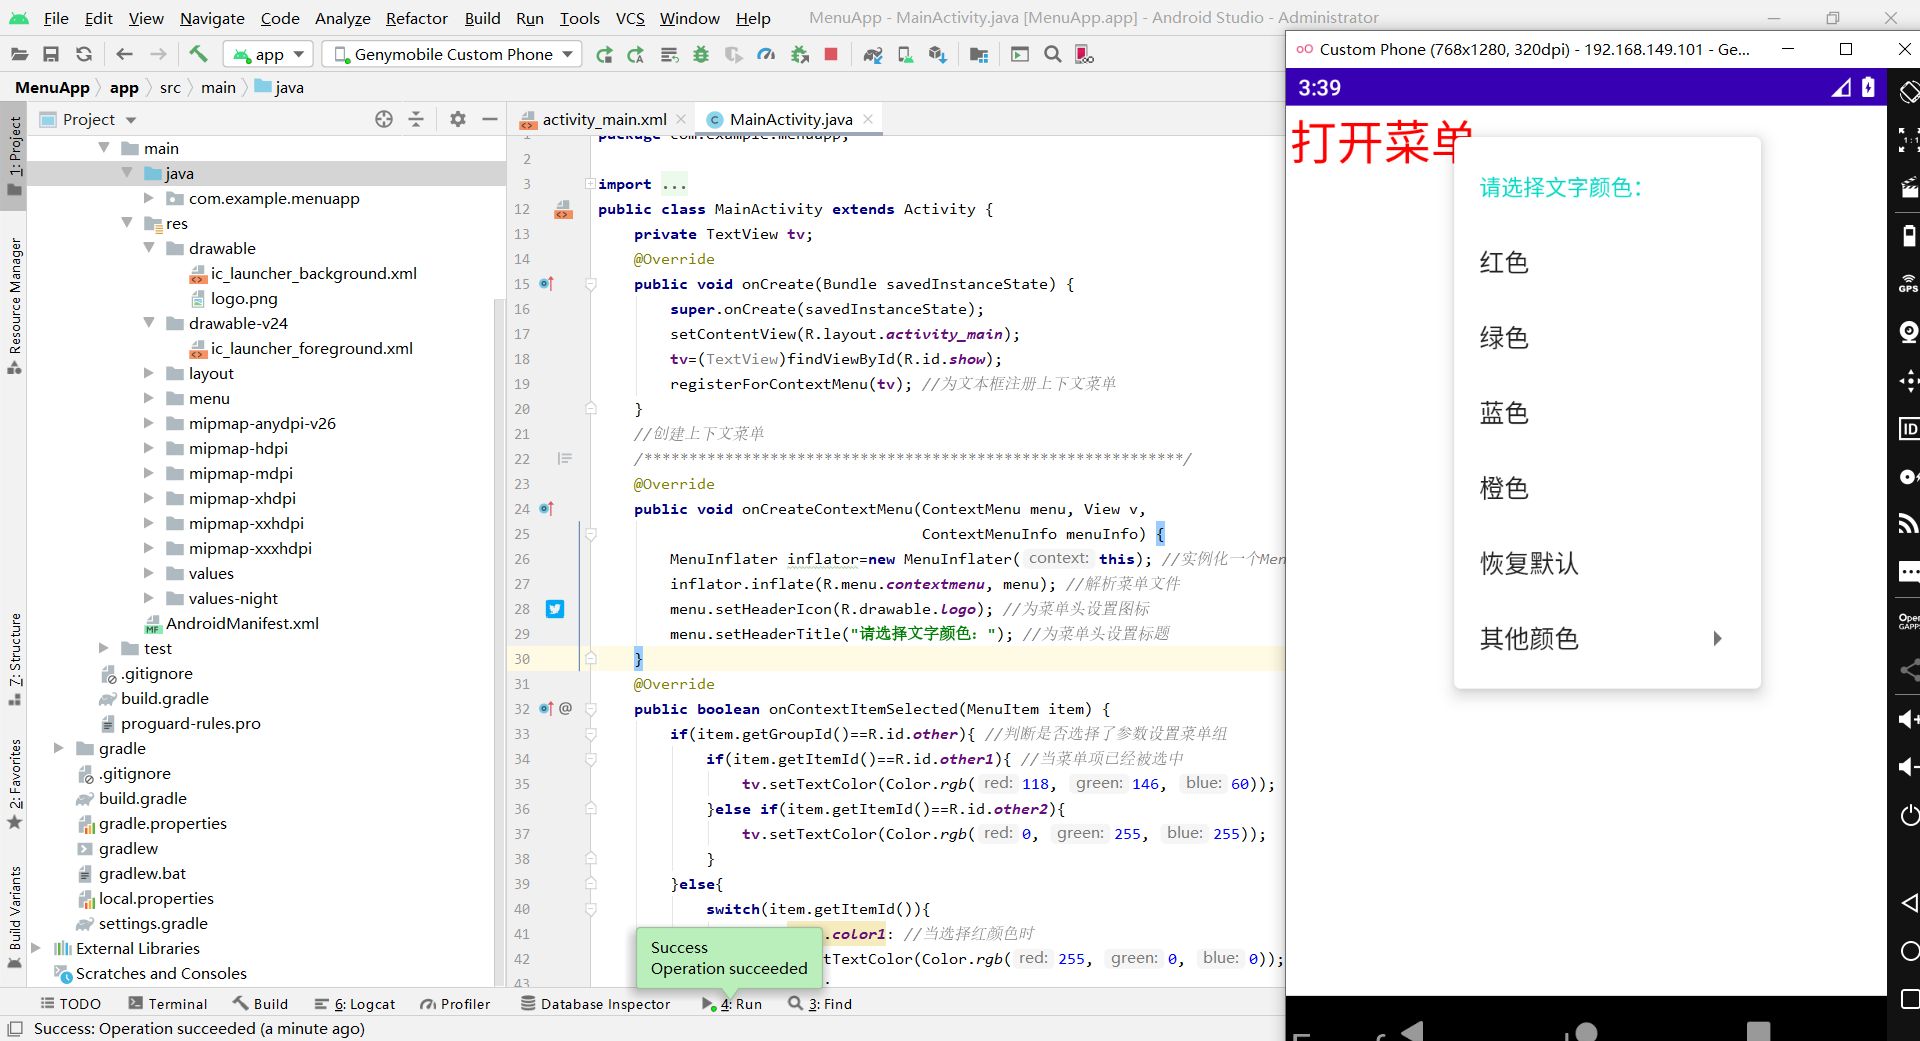 File Edit View Navigate Code Analyze Refactor Build Run Tools VCS Window Help MenuApp - MainActivity.java [MenuApp.app] - Android Studio - Administrator
app Genymobile Custom Phone
MenuApp app src main java
Project
activity_main.xml
MainActivity.java
1: Project
Resource Manager
7: Structure
2: Favorites
Build Variants
main
java
com.example.menuapp
res
drawable
ic_launcher_background.xml
logo.png
drawable-v24
ic_launcher_foreground.xml
layout
menu
mipmap-anydpi-v26
mipmap-hdpi
mipmap-mdpi
mipmap-xhdpi
mipmap-xxhdpi
mipmap-xxxhdpi
values
values-night
AndroidManifest.xml
test
.gitignore
build.gradle
proguard-rules.pro
gradle
.gitignore
build.gradle
gradle.properties
gradlew
gradlew.bat
local.properties
settings.gradle
External Libraries
Scratches and Consoles
1 package com.example.menuapp;
2
3 import ...
12 public class MainActivity extends Activity {
13 private TextView tv;
14 @Override
15 public void onCreate(Bundle savedInstanceState) {
16 super.onCreate(savedInstanceState);
17 setContentView(R.layout.activity_main);
18 tv=(TextView)findViewById(R.id.show);
19 registerForContextMenu(tv); //为文本框注册上下文菜单
20 }
21 //创建上下文菜单
22 /************************************************************/
23 @Override
24 public void onCreateContextMenu(ContextMenu menu, View v,
25 ContextMenuInfo menuInfo) {
26 MenuInflater inflator=new MenuInflater( context: this); //实例化一个Men
27 inflator.inflate(R.menu.contextmenu, menu); //解析菜单文件
28 menu.setHeaderIcon(R.drawable.logo); //为菜单头设置图标
29 menu.setHeaderTitle("请选择文字颜色："); //为菜单头设置标题
30 }
31 @Override
32 public boolean onContextItemSelected(MenuItem item) {
33 if(item.getGroupId()==R.id.other){ //判断是否选择了参数设置菜单组
34 if(item.getItemId()==R.id.other1){ //当菜单项已经被选中
35 tv.setTextColor(Color.rgb( red: 118, green: 146, blue: 60));
36 }else if(item.getItemId()==R.id.other2){
37 tv.setTextColor(Color.rgb( red: 0, green: 255, blue: 255));
38 }
39 }else{
40 switch(item.getItemId()){
41 .color1: //当选择红颜色时
42 tTextColor(Color.rgb( red: 255, green: 0, blue: 0));
43
Success
Operation succeeded
TODO Terminal Build 6: Logcat Profiler Database Inspector 4: Run 3: Find
Success: Operation succeeded (a minute ago)
Custom Phone (768x1280, 320dpi) - 192.168.149.101 - Ge...
3:39
打开菜单
请选择文字颜色：
红色
绿色
蓝色
橙色
恢复默认
其他颜色
1:1
GPS
ID
Open
GAPPS